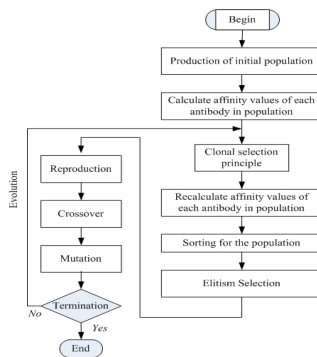 Begin
Production of initial population
Calculate affinity values of each
antibody in population
Clonal selection
principle
Recalculate affinity values of
each antibody in population
Sorting for the population
Elitism Selection
Reproduction
Crossover
Mutation
Termination
No
Yes
End
Evolution